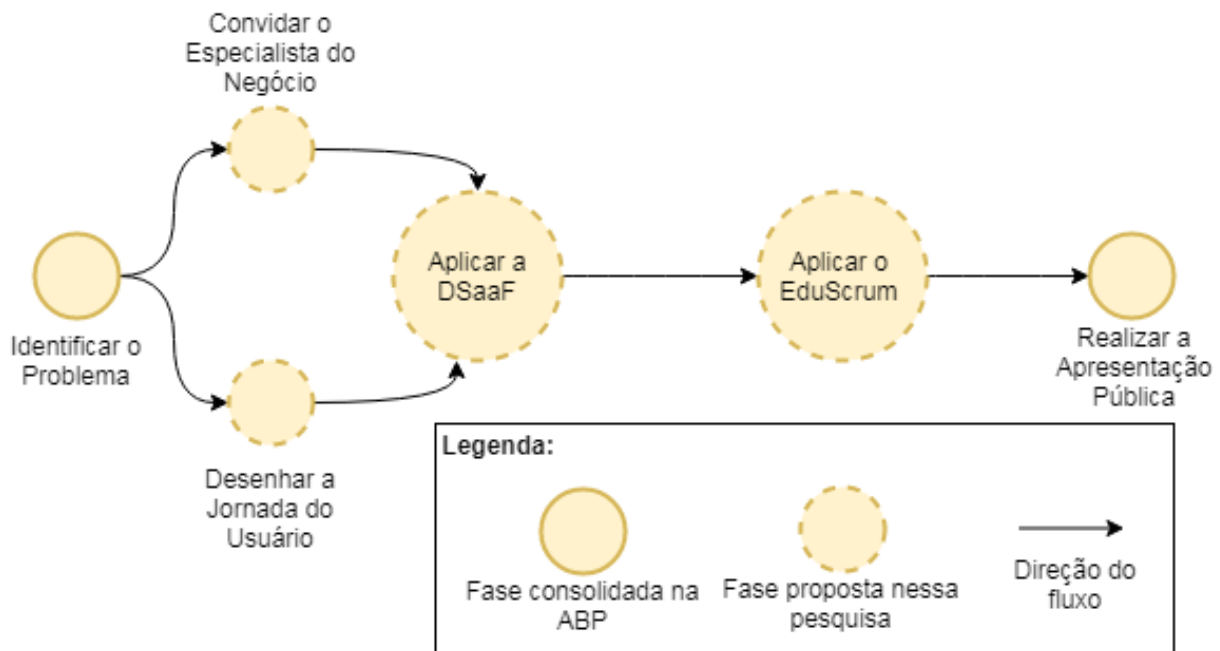 Convidar o
Especialista do
Negócio
Aplicar a
DSaaF
Aplicar o
EduScrum
Identificar o
Problema
Realizar a
Apresentação
Pública
Desenhar a
Jornada do
Usuário
Legenda:
Fase consolidada na
ABP
Fase proposta nessa
pesquisa
Direção do
fluxo